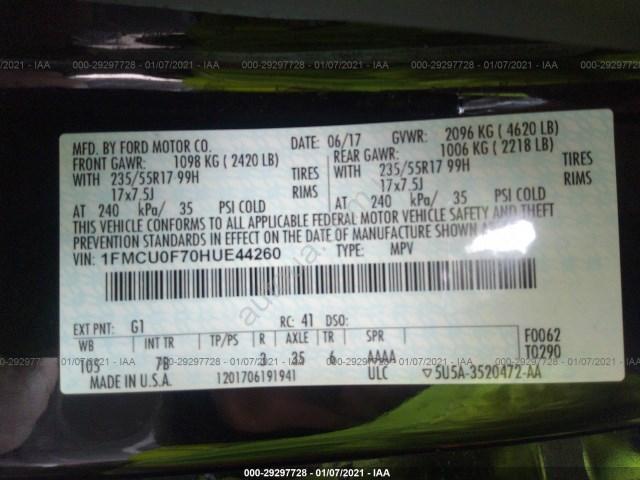 000-29297728 - 01/07/2021 - IAA
MFD. BY FORD MOTOR CO. DATE: 06/17 GVWR: 2096 KG ( 4620 LB)
FRONT GAWR: 1098 KG ( 2420 LB) REAR GAWR: 1006 KG ( 2218 LB)
WITH 235/55R17 99H TIRES WITH 235/55R17 99H TIRES
17x7.5J RIMS 17x7.5J RIMS
AT 240 kPa/ 35 PSI COLD AT 240 kPa/ 35 PSI COLD
THIS VEHICLE CONFORMS TO ALL APPLICABLE FEDERAL MOTOR VEHICLE SAFETY AND THEFT
PREVENTION STANDARDS IN EFFECT ON THE DATE OF MANUFACTURE SHOWN ABOVE.
VIN: 1FMCU0F70HUE44260 TYPE: MPV
EXT PNT: G1 RC: 41 DSO:
WB INT TR TP/PS R AXLE TR SPR F0062
105 7B 3 35 6 AAAA T0290
MADE IN U.S.A. 1201706191941 ULC 5U5A-3520472-AA
000-29297728 - 01/07/2021 - IAA